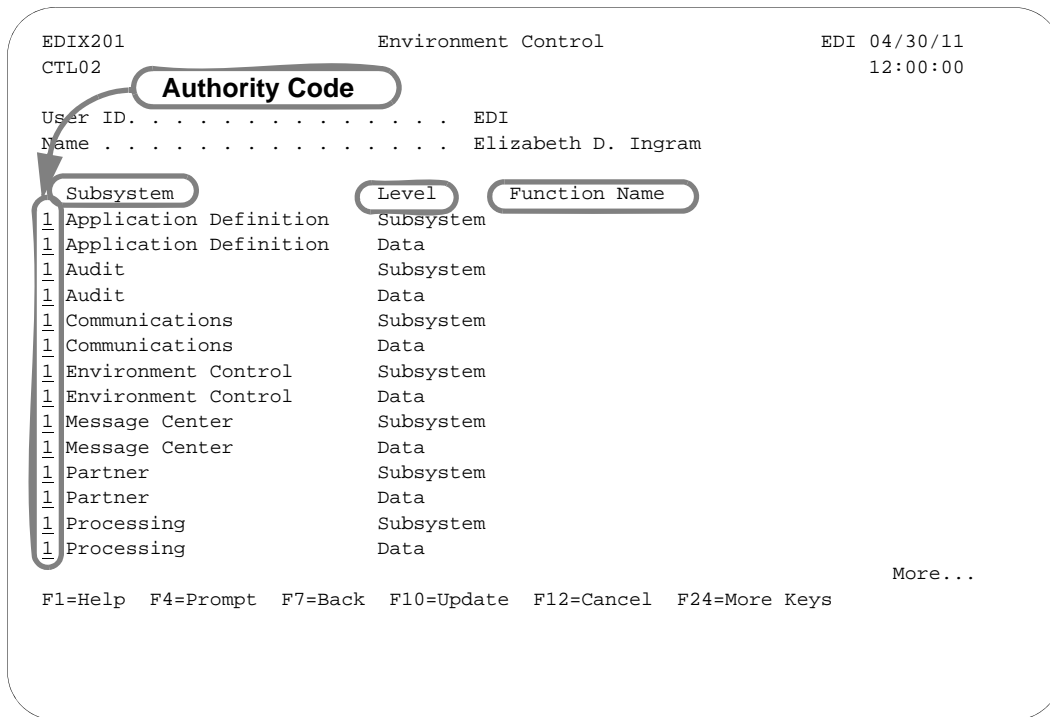 EDIX201 Environment Control EDI 04/30/11
CTL02 12:00:00
Authority Code
User ID. . . . . . . . . . . . . . EDI
Name . . . . . . . . . . . . . . . Elizabeth D. Ingram
Subsystem Level Function Name
1 Application Definition Subsystem
1 Application Definition Data
1 Audit Subsystem
1 Audit Data
1 Communications Subsystem
1 Communications Data
1 Environment Control Subsystem
1 Environment Control Data
1 Message Center Subsystem
1 Message Center Data
1 Partner Subsystem
1 Partner Data
1 Processing Subsystem
1 Processing Data
More...
F1=Help F4=Prompt F7=Back F10=Update F12=Cancel F24=More Keys